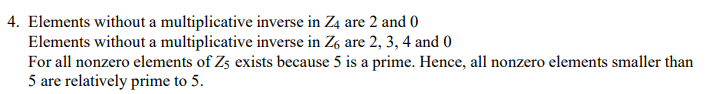 4. Elements without a multiplicative inverse in Z4 are 2 and 0
Elements without a multiplicative inverse in Z6 are 2, 3, 4 and 0
For all nonzero elements of Z5 exists because 5 is a prime. Hence, all nonzero elements smaller than
5 are relatively prime to 5.